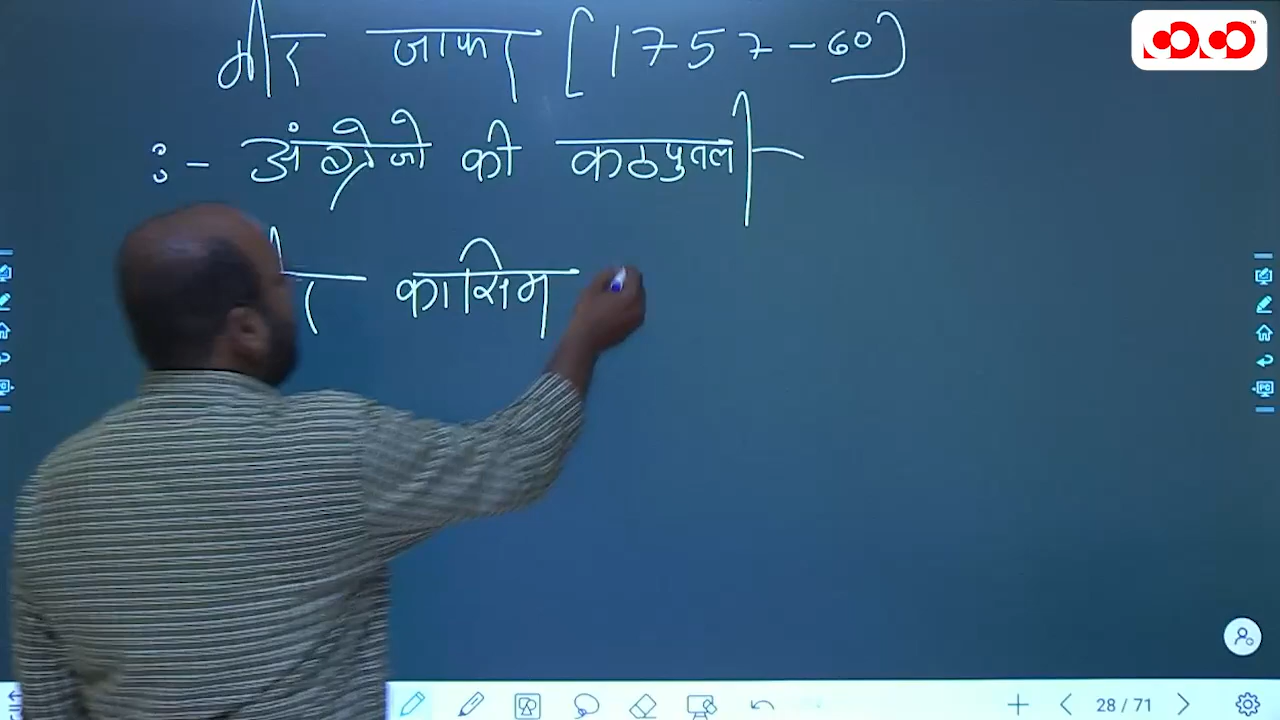 मीर जाफर [1757-60]
:- अंग्रेजो की कठपुतली -
मीर कासिम
28 / 71